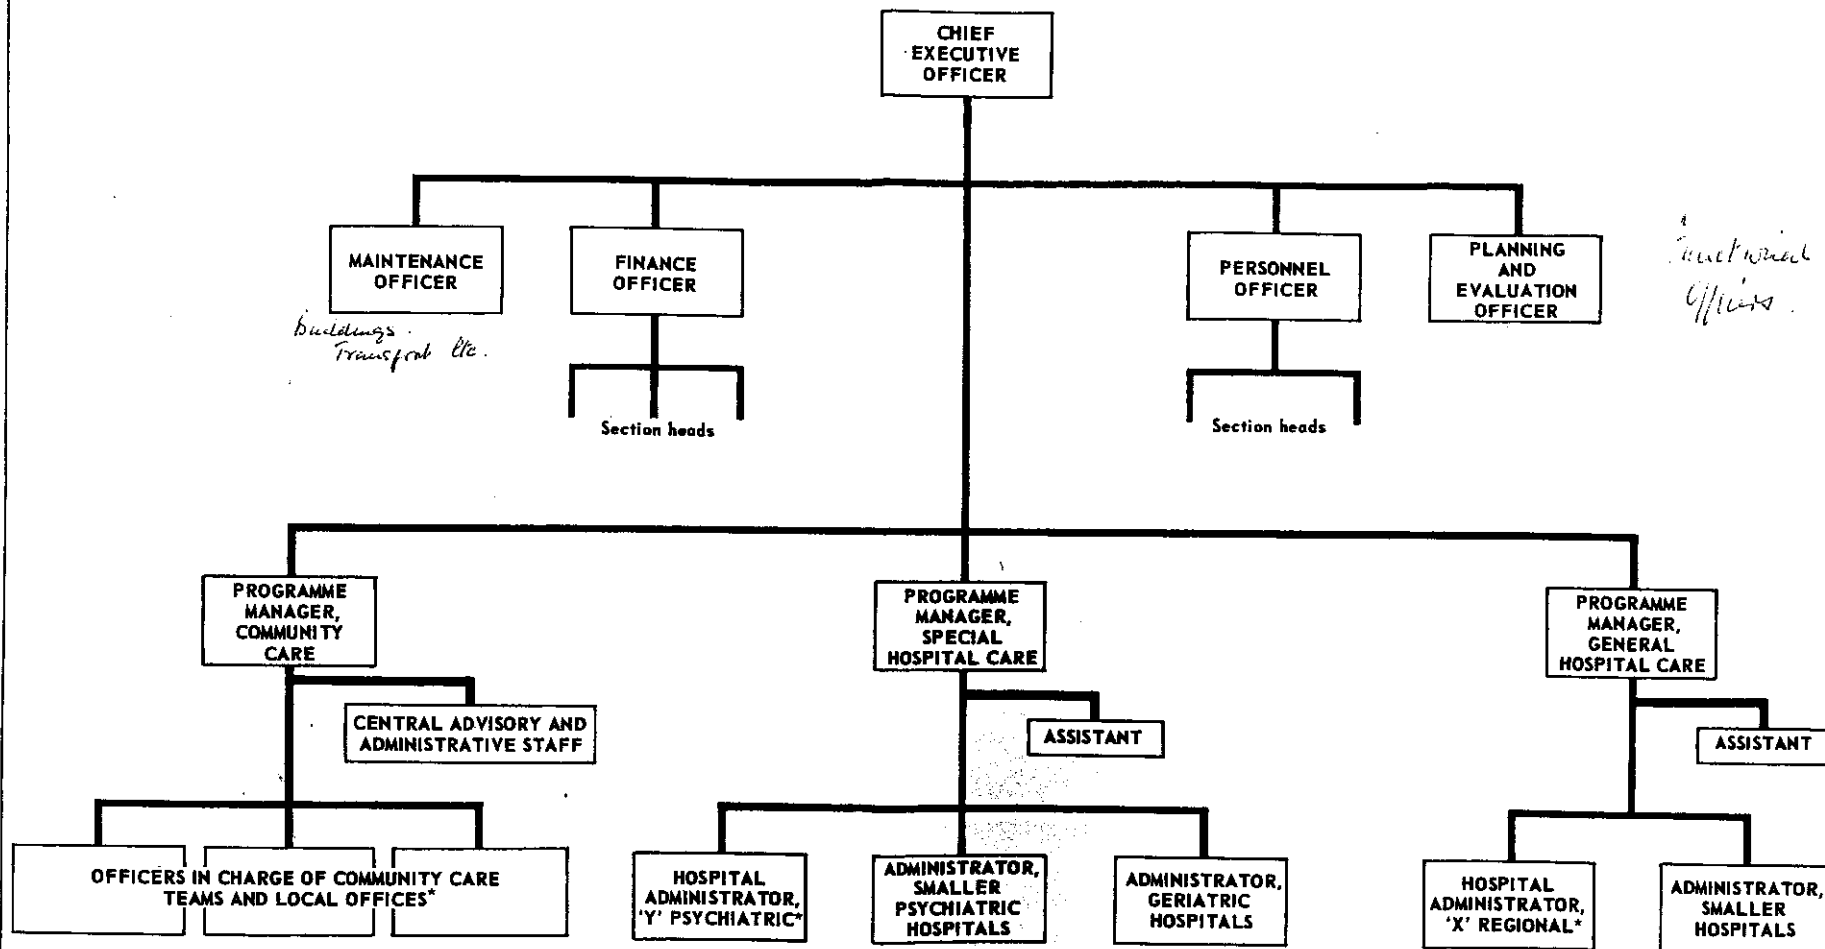 CHIEF
EXECUTIVE
OFFICER
MAINTENANCE
OFFICER
FINANCE
OFFICER
PERSONNEL
OFFICER
PLANNING
AND
EVALUATION
OFFICER
Officers.
buildings.
Transport etc.
Section heads
Section heads
PROGRAMME
MANAGER,
COMMUNITY
CARE
PROGRAMME
MANAGER,
SPECIAL
HOSPITAL CARE
PROGRAMME
MANAGER,
GENERAL
HOSPITAL CARE
CENTRAL ADVISORY AND
ADMINISTRATIVE STAFF
ASSISTANT
ASSISTANT
OFFICERS IN CHARGE OF COMMUNITY CARE
TEAMS AND LOCAL OFFICES*
HOSPITAL
ADMINISTRATOR,
'Y' PSYCHIATRIC*
ADMINISTRATOR,
SMALLER
PSYCHIATRIC
HOSPITALS
ADMINISTRATOR,
GERIATRIC
HOSPITALS
HOSPITAL
ADMINISTRATOR,
'X' REGIONAL*
ADMINISTRATOR,
SMALLER
HOSPITALS